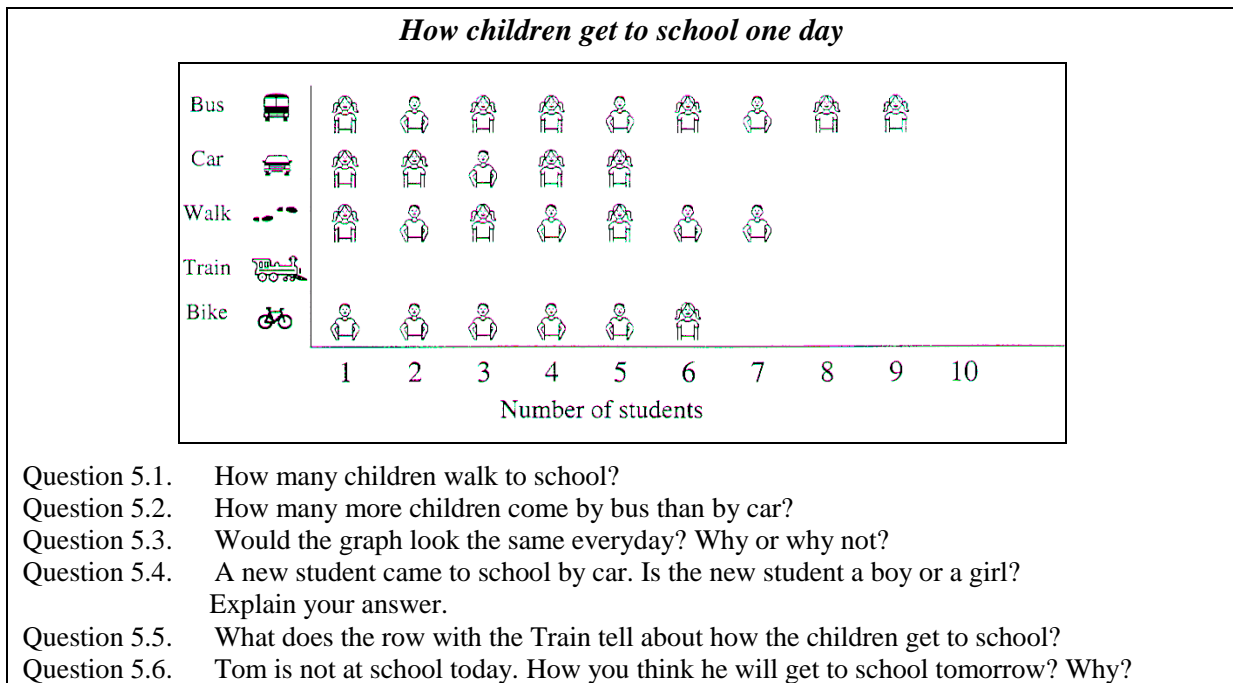 How children get to school one day
Bus
Car
Walk
Train
Bike
1 2 3 4 5 6 7 8 9 10
Number of students
Question 5.1. How many children walk to school?
Question 5.2. How many more children come by bus than by car?
Question 5.3. Would the graph look the same everyday? Why or why not?
Question 5.4. A new student came to school by car. Is the new student a boy or a girl?
Explain your answer.
Question 5.5. What does the row with the Train tell about how the children get to school?
Question 5.6. Tom is not at school today. How you think he will get to school tomorrow? Why?